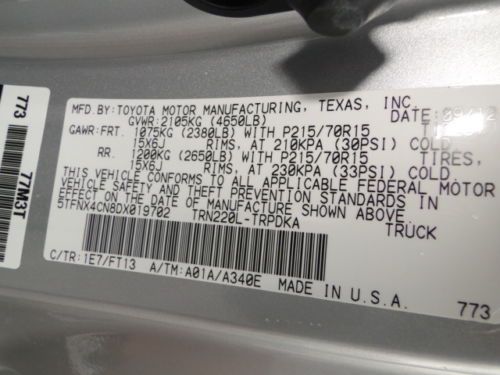 MFD.BY:TOYOTA MOTOR MANUFACTURING, TEXAS, INC.
GVWR:2105KG (4650LB) DATE:
GAWR:FRT. 1075KG (2380LB) WITH P215/70R15
15X6J RIMS, AT 210KPA (30PSI) COLD
RR. 1200KG (2650LB) WITH P215/70R15 TIRES,
15X6J RIMS, AT 230KPA (33PSI) COLD.
THIS VEHICLE CONFORMS TO ALL APPLICABLE FEDERAL MOTOR
VEHICLE SAFETY AND THEFT PREVENTION STANDARDS IN
EFFECT ON THE DATE OF MANUFACTURE SHOWN ABOVE.
5TFNX4CN8DX019702 TRN220L-TRPDKA TRUCK
C/TR:1E7/FT13 A/TM:A01A/A340E MADE IN U.S.A.
773
773 77M3T